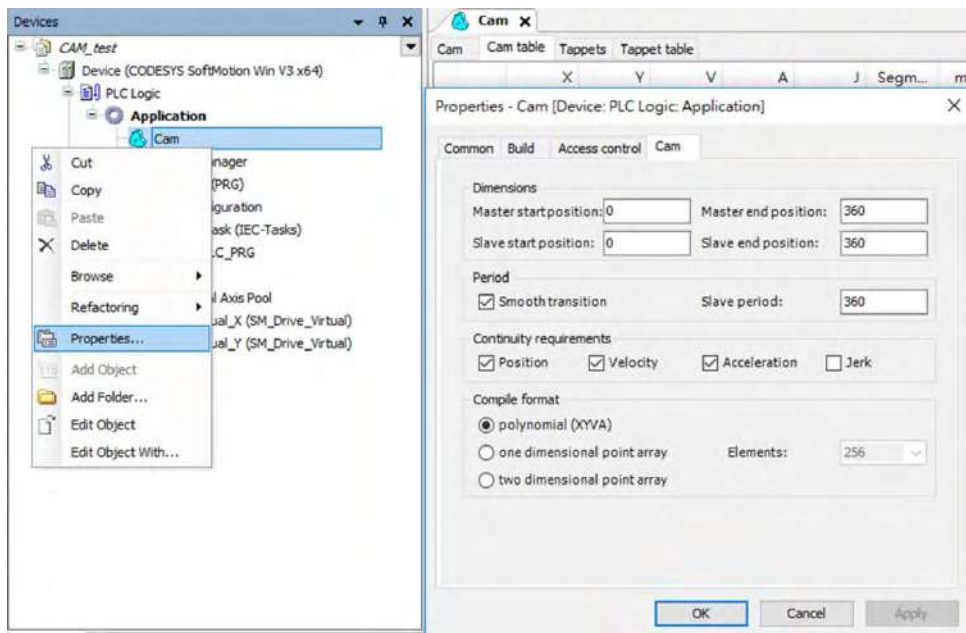 Devices
CAM_test
Device (CODESYS SoftMotion Win V3 x64)
PLC Logic
Application
Cam
Cut
Copy
Paste
Delete
Browse
Refactoring
Properties...
Add Object
Add Folder...
Edit Object
Edit Object With...
nager
(PRG)
iguration
ask (IEC-Tasks)
LC_PRG
l Axis Pool
ual_X (SM_Drive_Virtual)
ual_Y (SM_Drive_Virtual)
Cam
Cam Cam table Tappets Tappet table
X Y V A J Segm... m
Properties - Cam [Device: PLC Logic: Application]
Common Build Access control Cam
Dimensions
Master start position: 0 Master end position: 360
Slave start position: 0 Slave end position: 360
Period
Smooth transition Slave period: 360
Continuity requirements
Position Velocity Acceleration Jerk
Compile format
polynomial (XYVA)
one dimensional point array Elements: 256
two dimensional point array
OK Cancel Apply